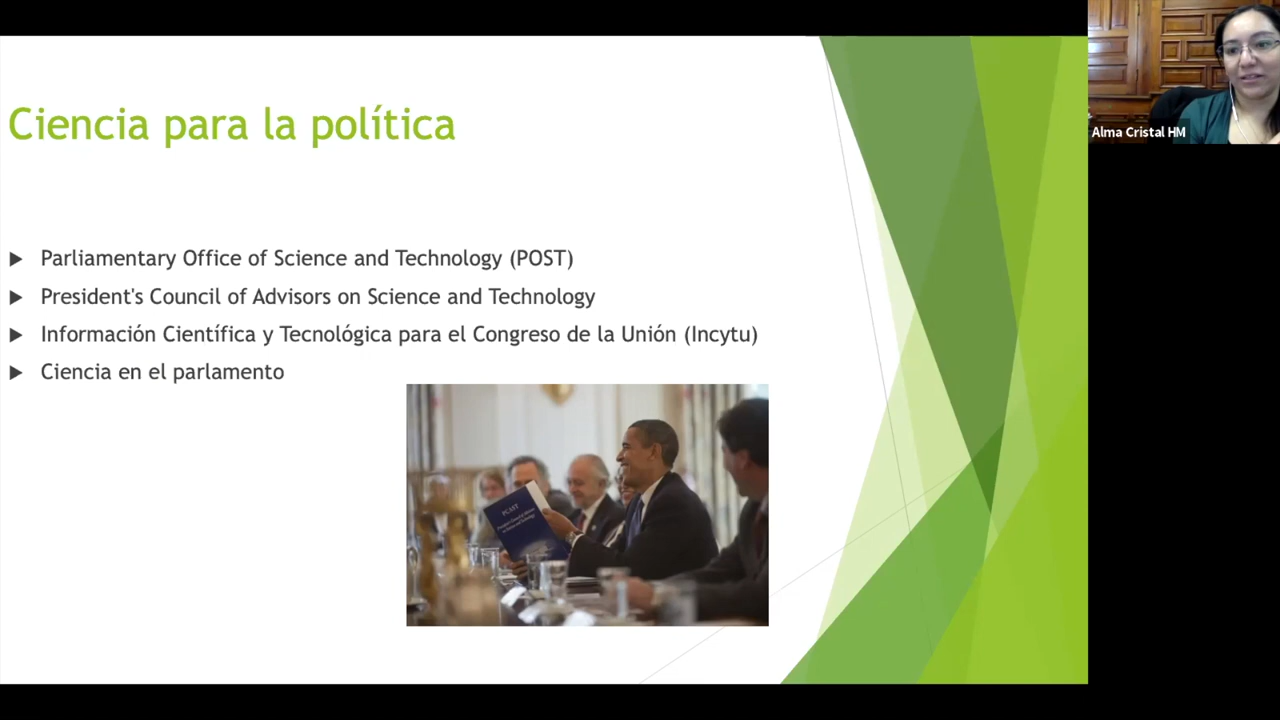 Ciencia para la política
Parliamentary Office of Science and Technology (POST)
President's Council of Advisors on Science and Technology
Información Científica y Tecnológica para el Congreso de la Unión (Incytu)
Ciencia en el parlamento
PCAST
Alma Cristal HM